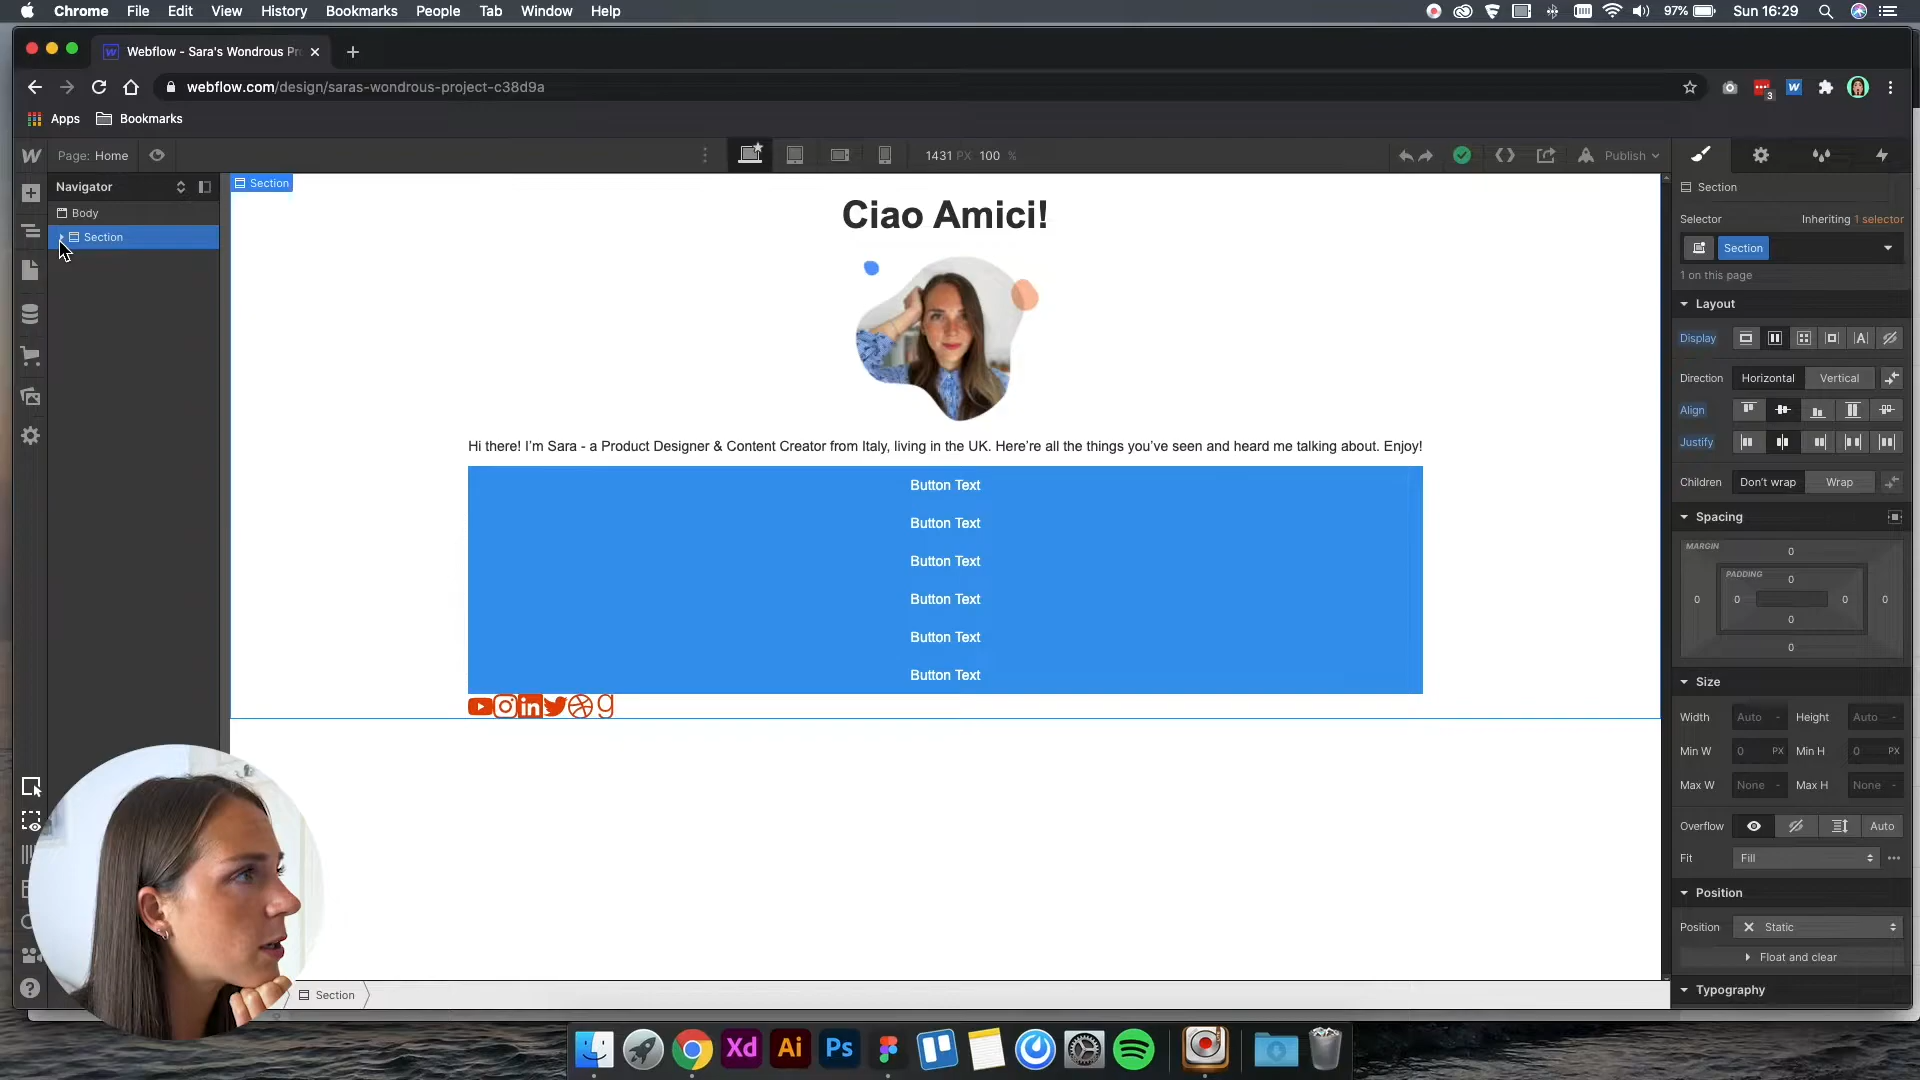 Chrome File Edit View History Bookmarks People Tab Window Help 97% Sun 16:29
Webflow - Sara's Wondrous Pr
webflow.com/design/saras-wondrous-project-c38d9a
3
Apps Bookmarks
Page: Home 1431 PX 100 % Publish
Navigator
Body
Section
Section
Ciao Amici!
Hi there! I'm Sara - a Product Designer & Content Creator from Italy, living in the UK. Here're all the things you've seen and heard me talking about. Enjoy!
Button Text
Button Text
Button Text
Button Text
Button Text
Button Text
Section
Section
Selector Inheriting 1 selector
Section
1 on this page
Layout
Display
Direction Horizontal Vertical
Align
Justify
Children Don't wrap Wrap
Spacing
MARGIN 0
PADDING 0
0 0 0 0
0
0
Size
Width Auto - Height Auto -
Min W 0 PX Min H 0 PX
Max W None - Max H None -
Overflow Auto
Fit Fill
Position
Position Static
Float and clear
Typography
Xd Ai Ps